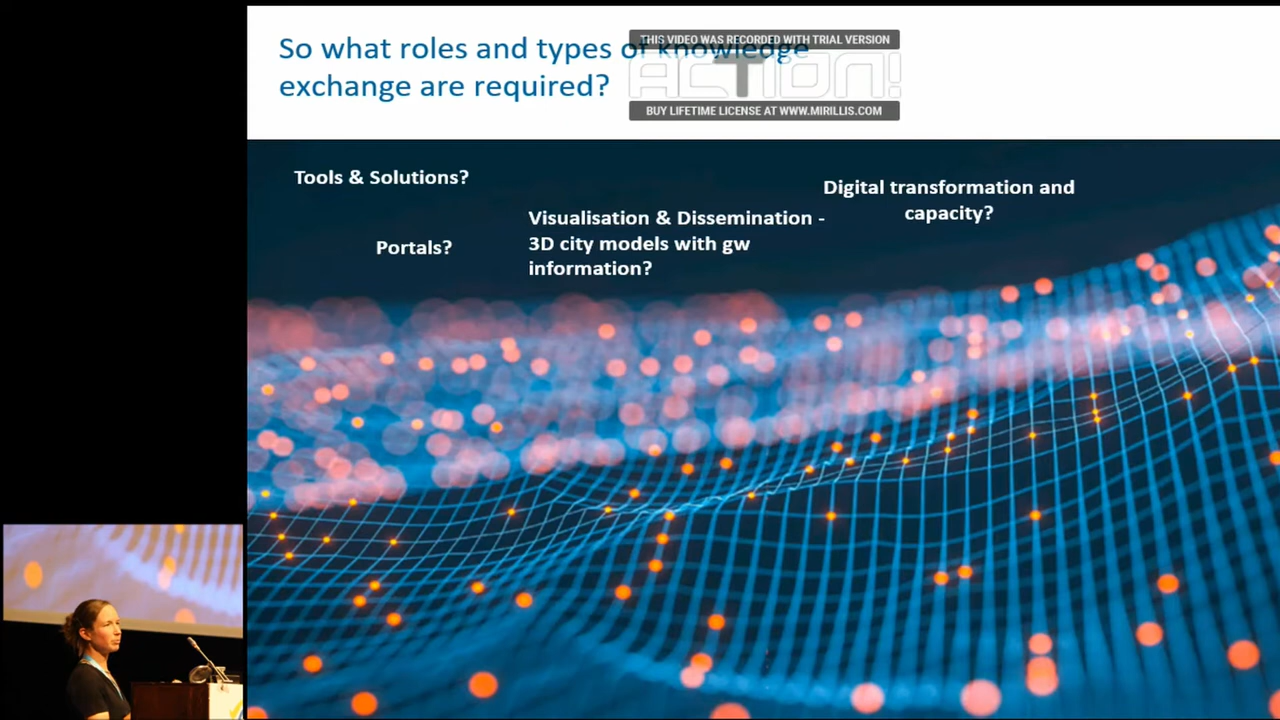 So what roles and types of knowledge
exchange are required?
THIS VIDEO WAS RECORDED WITH TRIAL VERSION
ACTION!
BUY LIFETIME LICENSE AT WWW.MIRILLIS.COM
Tools & Solutions?
Digital transformation and
capacity?
Visualisation & Dissemination -
3D city models with gw
information?
Portals?